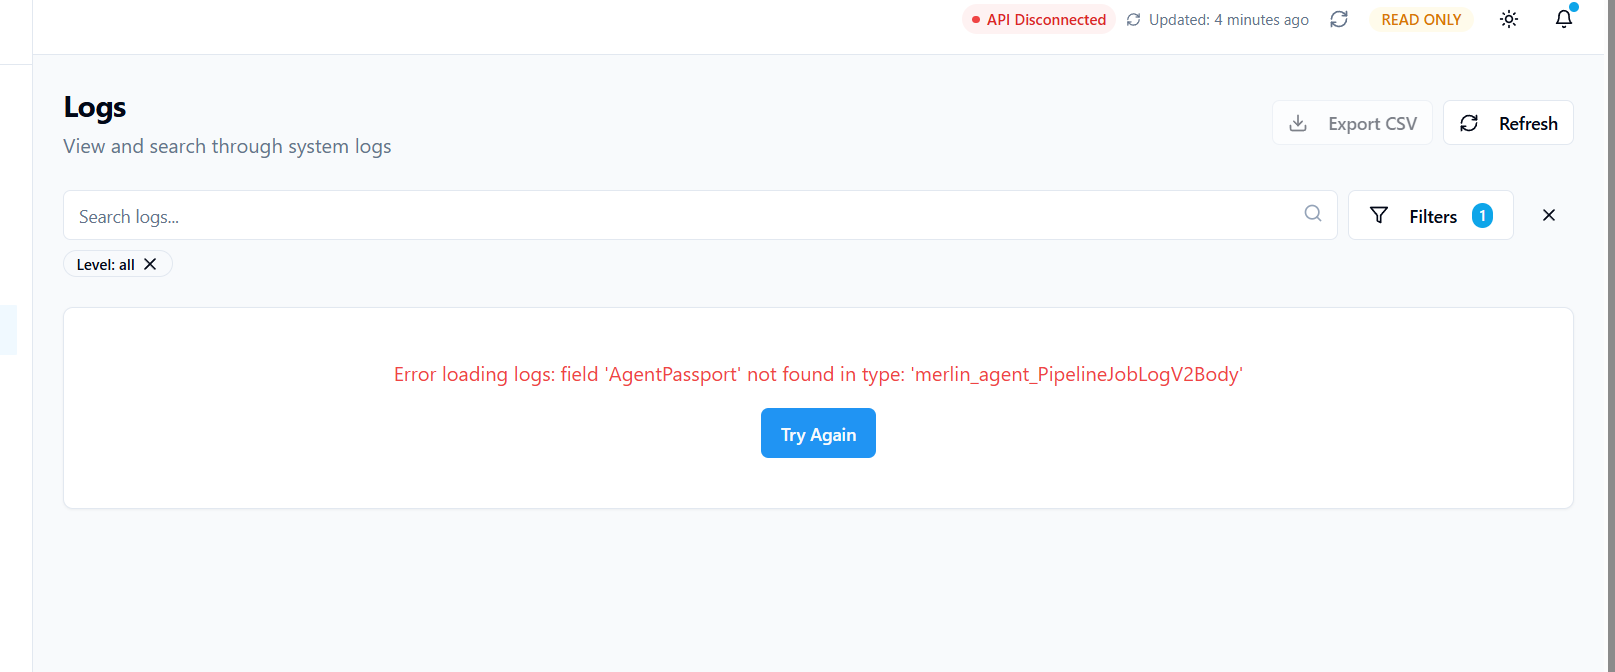 API Disconnected Updated: 4 minutes ago READ ONLY
Logs
View and search through system logs
Export CSV
Refresh
Search logs...
Filters 1
Level: all
Error loading logs: field 'AgentPassport' not found in type: 'merlin_agent_PipelineJobLogV2Body'
Try Again